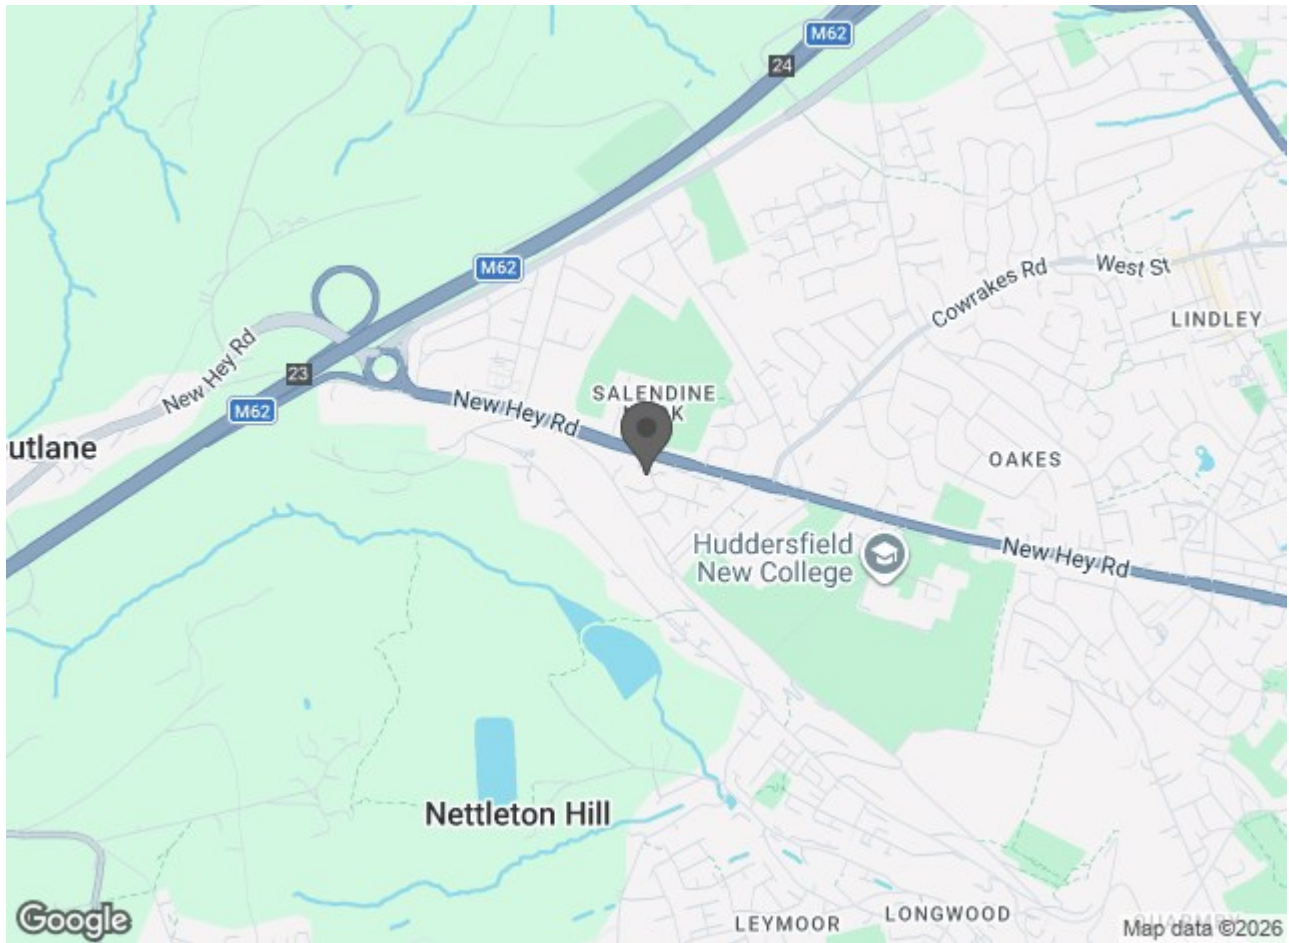 M62
24
M62
Cowrakes Rd
West St
LINDLEY
New Hey Rd
23
M62
New Hey Rd
SALENDINE
utlane
OAKES
Huddersfield
New College
New Hey Rd
Nettleton Hill
LEYMOOR
LONGWOOD
Google
Map data ©2026